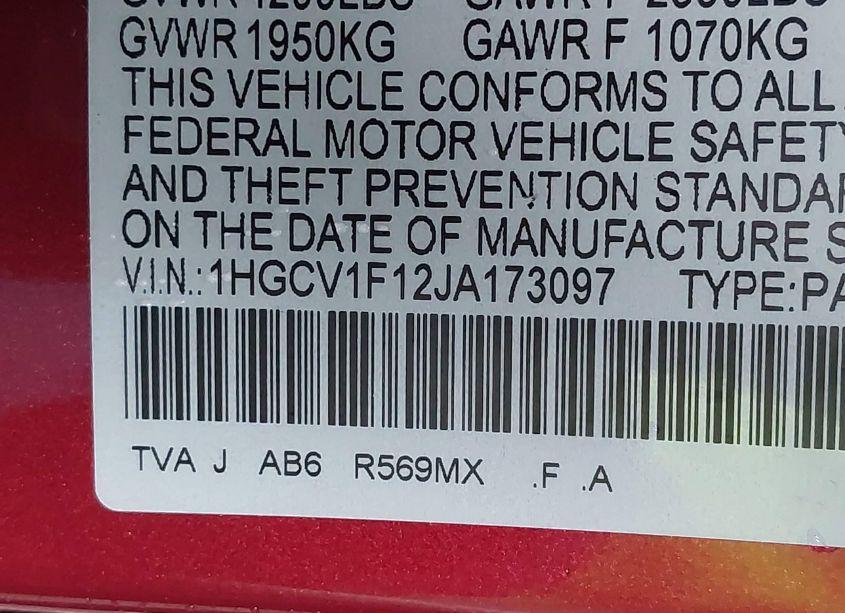 GVWR 1950KG GAWR F 1070KG
THIS VEHICLE CONFORMS TO ALL
FEDERAL MOTOR VEHICLE SAFETY
AND THEFT PREVENTION STANDAR
ON THE DATE OF MANUFACTURE S
V.I.N.:1HGCV1F12JA173097 TYPE:PA
TVA J AB6 R569MX .F .A